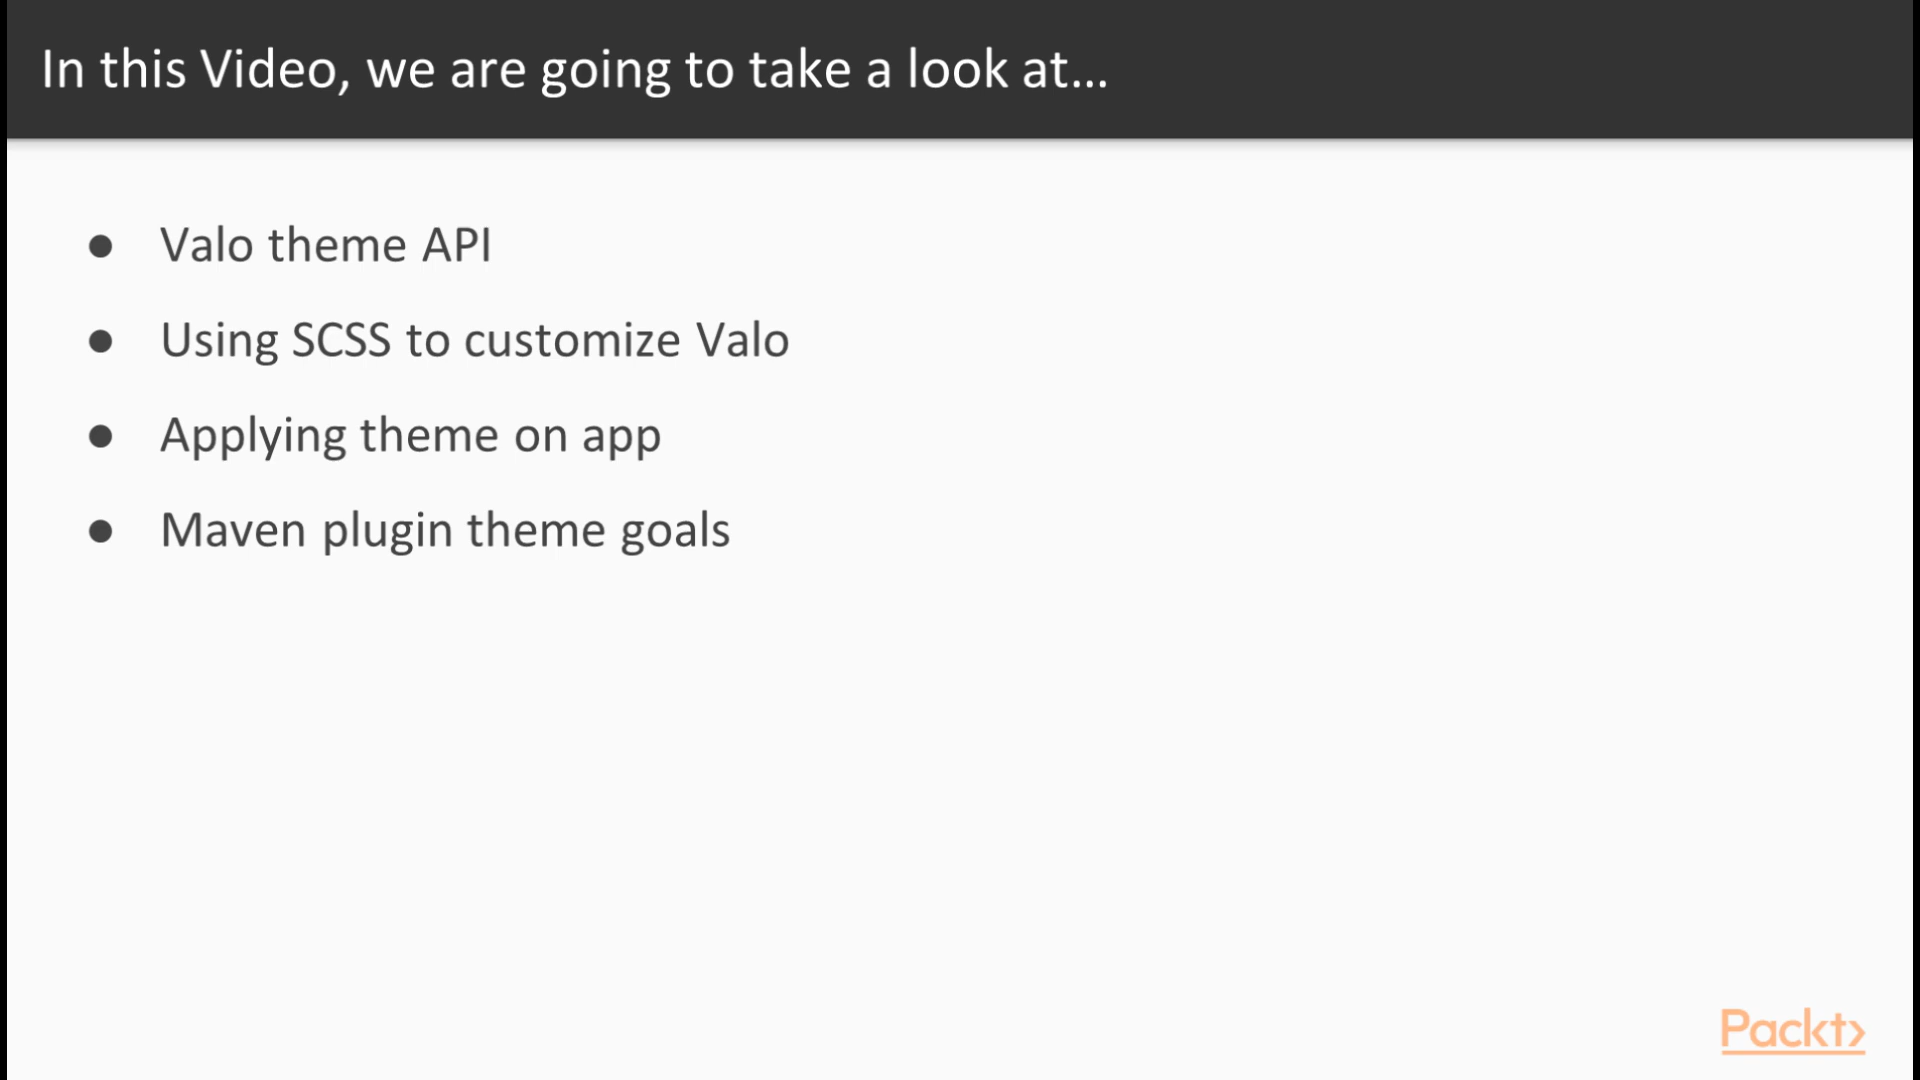 In this Video, we are going to take a look at...
● Valo theme API
● Using SCSS to customize Valo
● Applying theme on app
● Maven plugin theme goals
Packt>